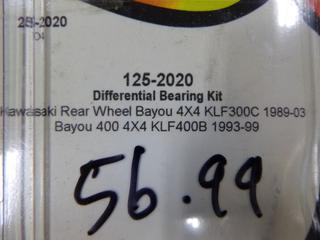 25-2020
125-2020
Differential Bearing Kit
Kawasaki Rear Wheel Bayou 4X4 KLF300C 1989-03
Bayou 400 4X4 KLF400B 1993-99
56.99